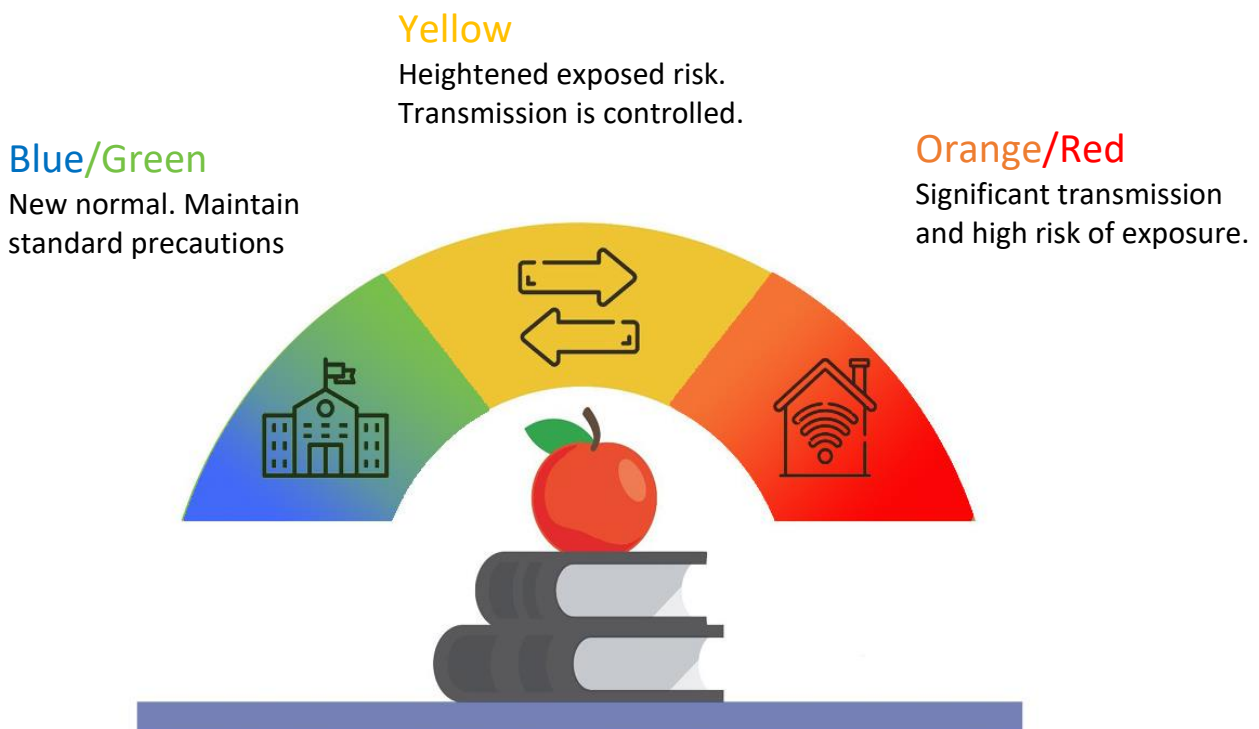 Yellow
Heightened exposed risk.
Transmission is controlled.
Blue/Green
New normal. Maintain
standard precautions
Orange/Red
Significant transmission
and high risk of exposure.